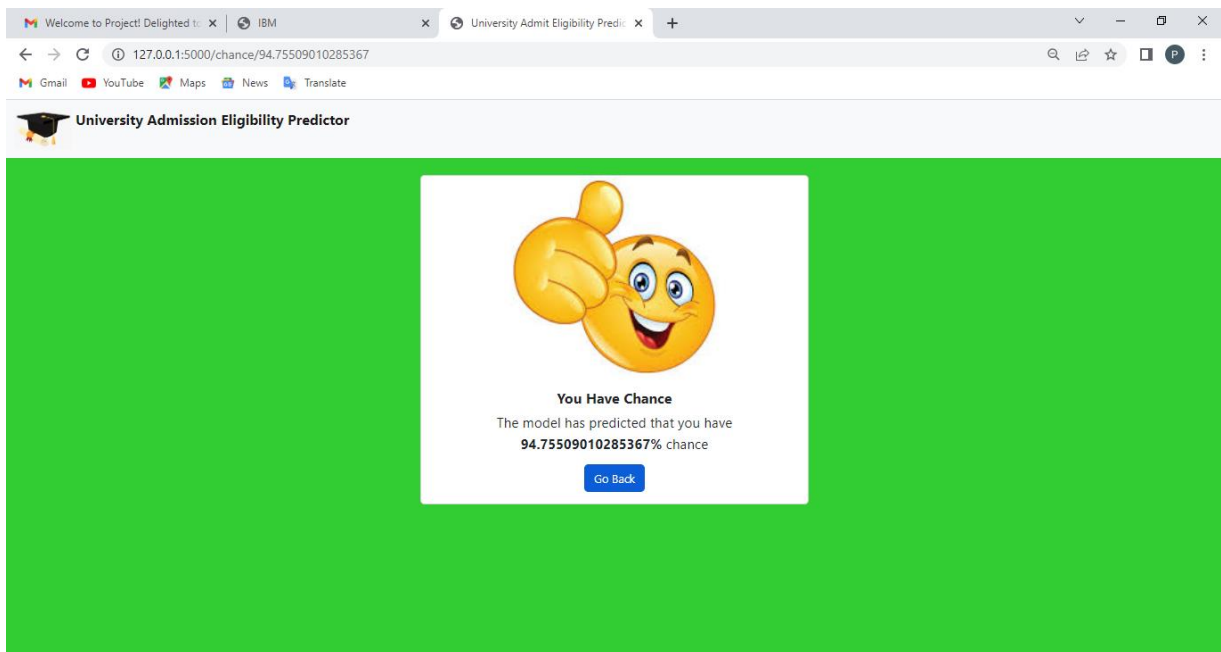 Welcome to Project! Delighted to
IBM
University Admit Eligibility Predic
127.0.0.1:5000/chance/94.75509010285367
P
Gmail
YouTube
Maps
News
Translate
University Admission Eligibility Predictor
You Have Chance
The model has predicted that you have
94.75509010285367% chance
Go Back